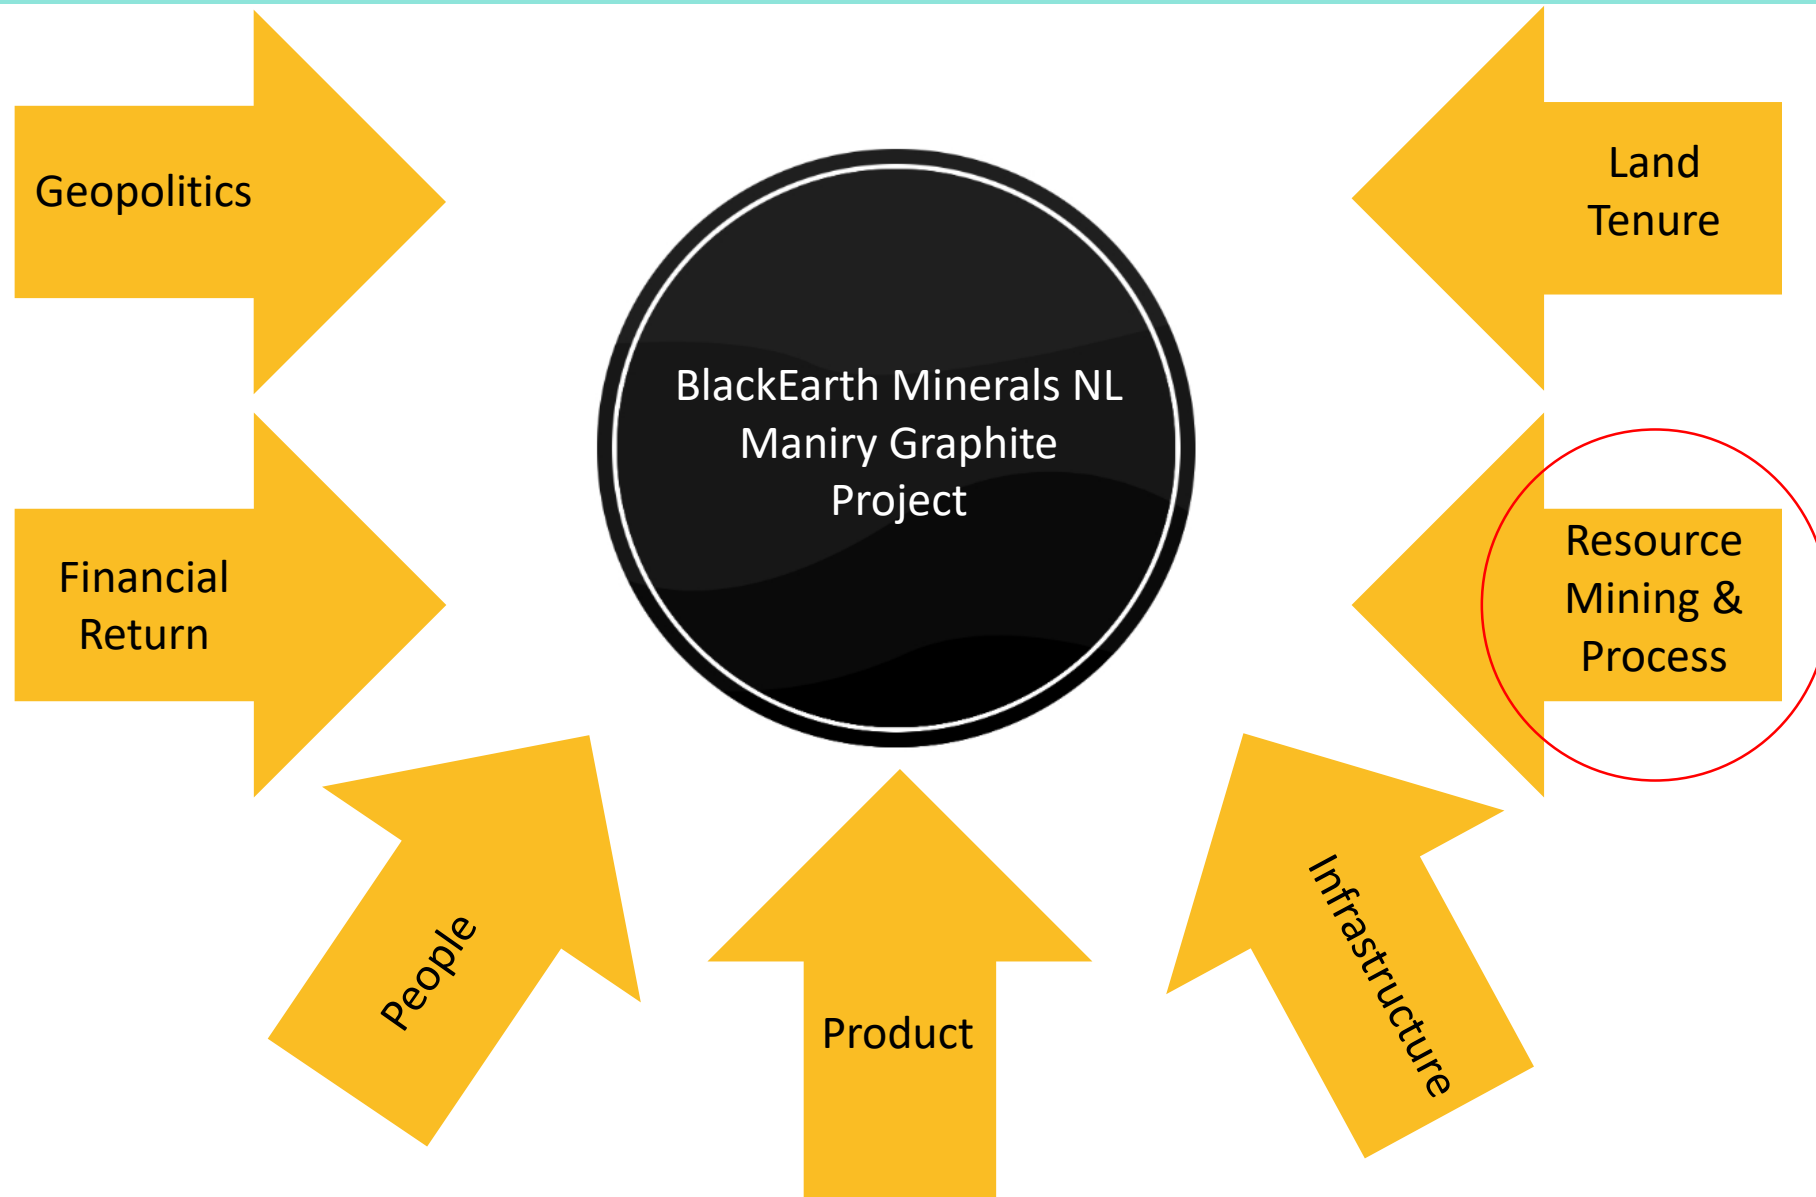 Geopolitics
Land
Tenure
BlackEarth Minerals NL
Maniry Graphite
Project
Financial
Return
Resource
Mining &
Process
People
Product
Infrastructure